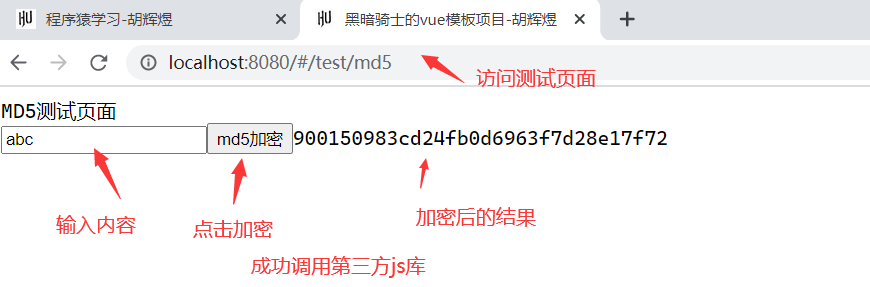 程序猿学习-胡辉煜
黑暗骑士的vue模板项目-胡辉煜
localhost:8080/#/test/md5
访问测试页面
MD5测试页面
abc md5加密 900150983cd24fb0d6963f7d28e17f72
输入内容 点击加密 加密后的结果
成功调用第三方js库